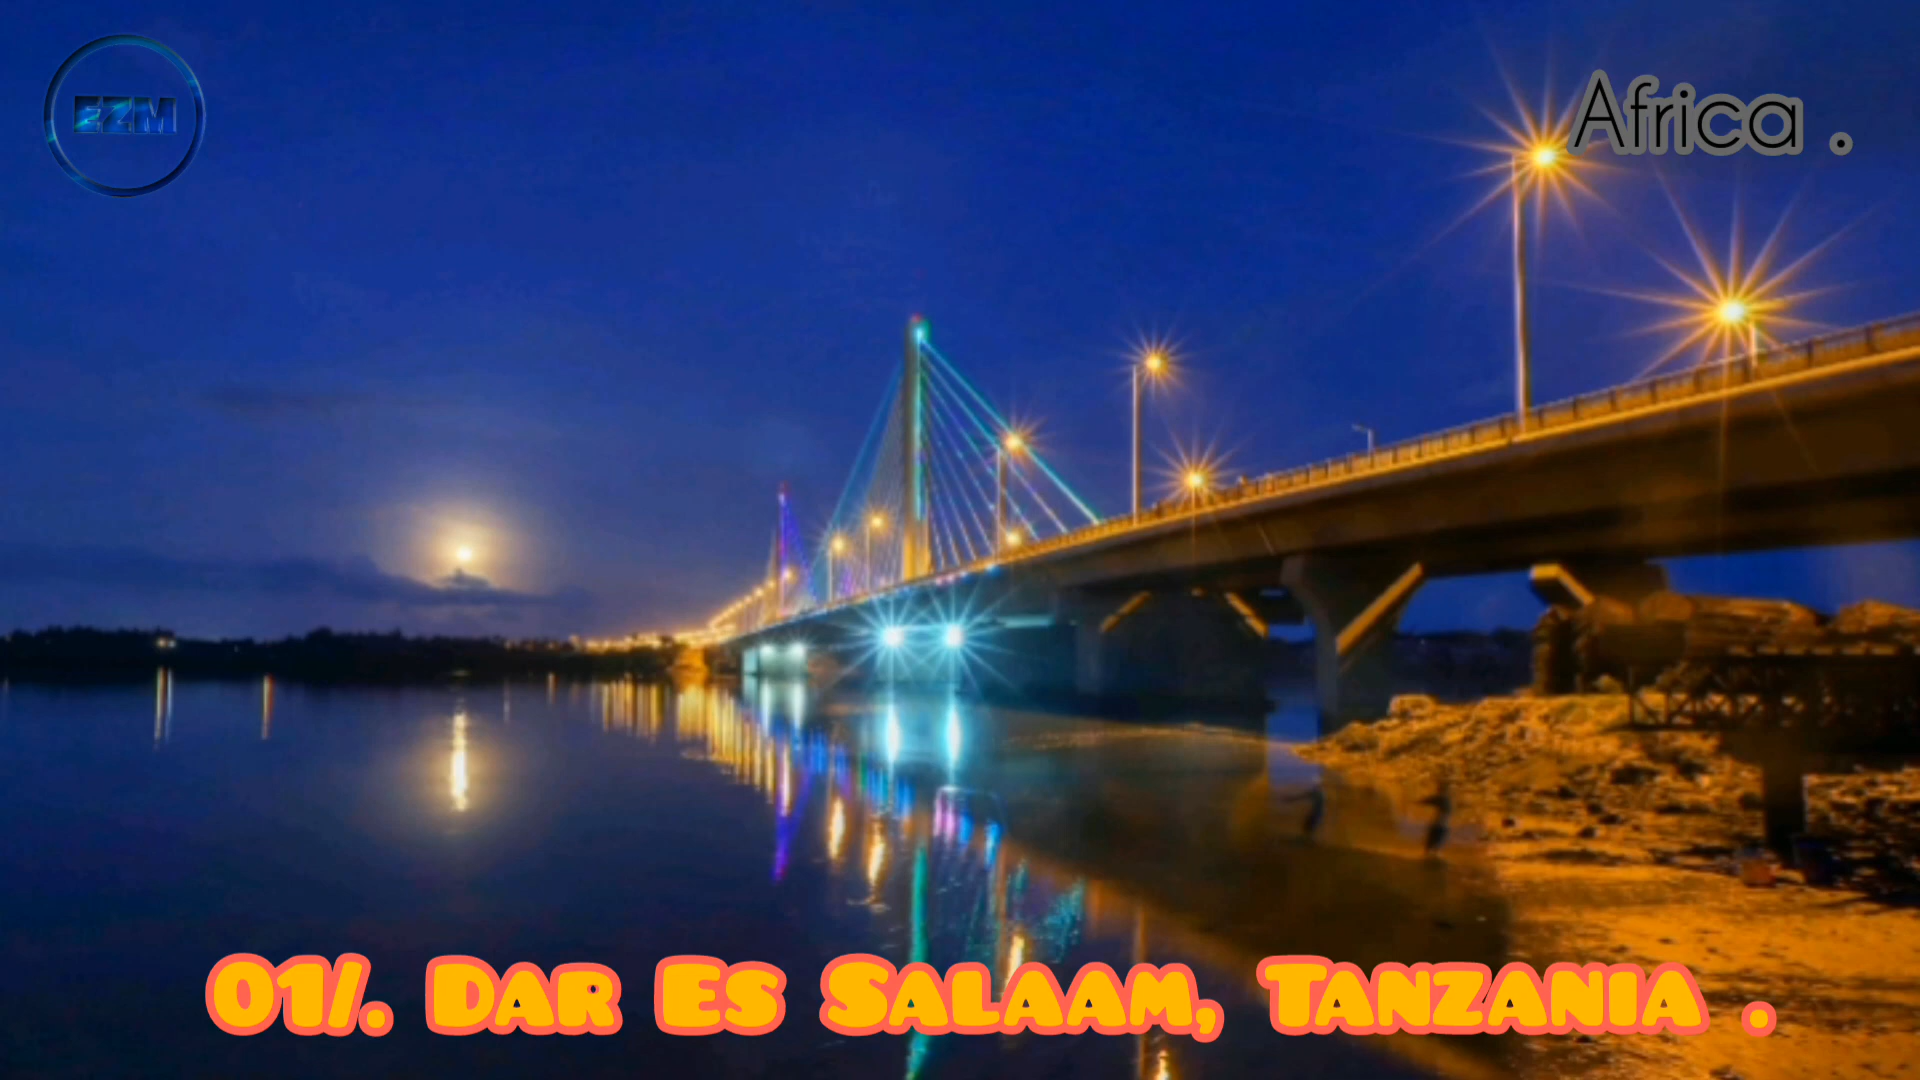 EZM
Africa .
01/. Dar Es Salaam, Tanzania .